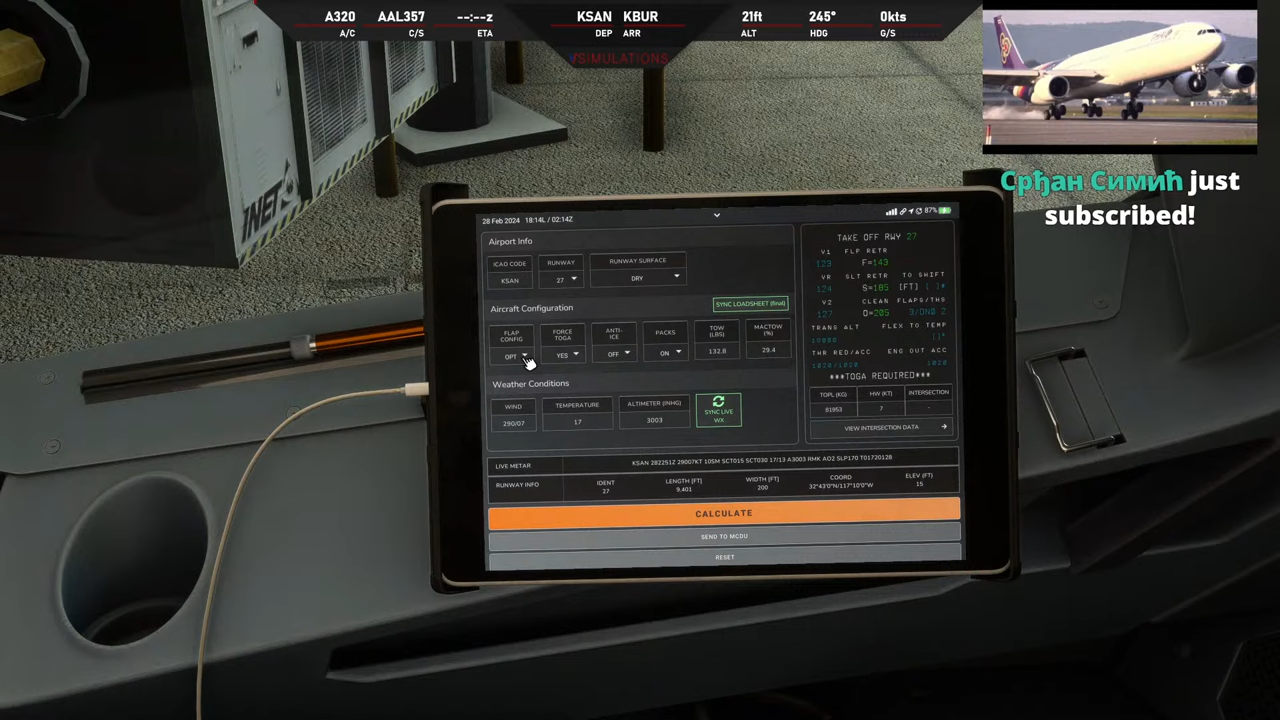 A320 AAL357 --:--z KSAN KBUR 21ft 245° 0kts
A/C C/S ETA DEP ARR ALT HDG G/S
VSIMULATIONS
Срђан Симић just
subscribed!
INET
28 Feb 2024 18:14L / 02:14Z
87%
Airport Info
ICAO CODE RUNWAY RUNWAY SURFACE
KSAN 27 DRY
Aircraft Configuration SYNC LOADSHEET (final)
FLAP CONFIG FORCE TOGA ANTI-ICE PACKS TOW (LBS) MACTOW (%)
OPT YES OFF ON 132.8 29.4
Weather Conditions
WIND TEMPERATURE ALTIMETER (INHG) SYNC LIVE WX
290/07 17 3003
TAKE OFF RWY 27
V1 FLP RETR
123 F=143
VR SLT RETR TO SHIFT
124 S=185 [FT] [ ]*
V2 CLEAN FLAPS/THS
127 O=205 3/DN0.2
TRANS ALT FLEX TO TEMP
[]°
THR RED/ACC ENG OUT ACC
1020/1020 1020
***TOGA REQUIRED***
TOPL (KG) HW (KT) INTERSECTION
81953 7 -
VIEW INTERSECTION DATA
LIVE METAR KSAN 282251Z 29007KT 10SM SCT015 SCT030 17/13 A3003 RMK AO2 SLP170 T01720128
RUNWAY INFO IDENT LENGTH [FT] WIDTH [FT] COORD ELEV (FT)
27 9,401 200 32°43'0"N/117°10'0"W 15
CALCULATE
SEND TO MCDU
RESET